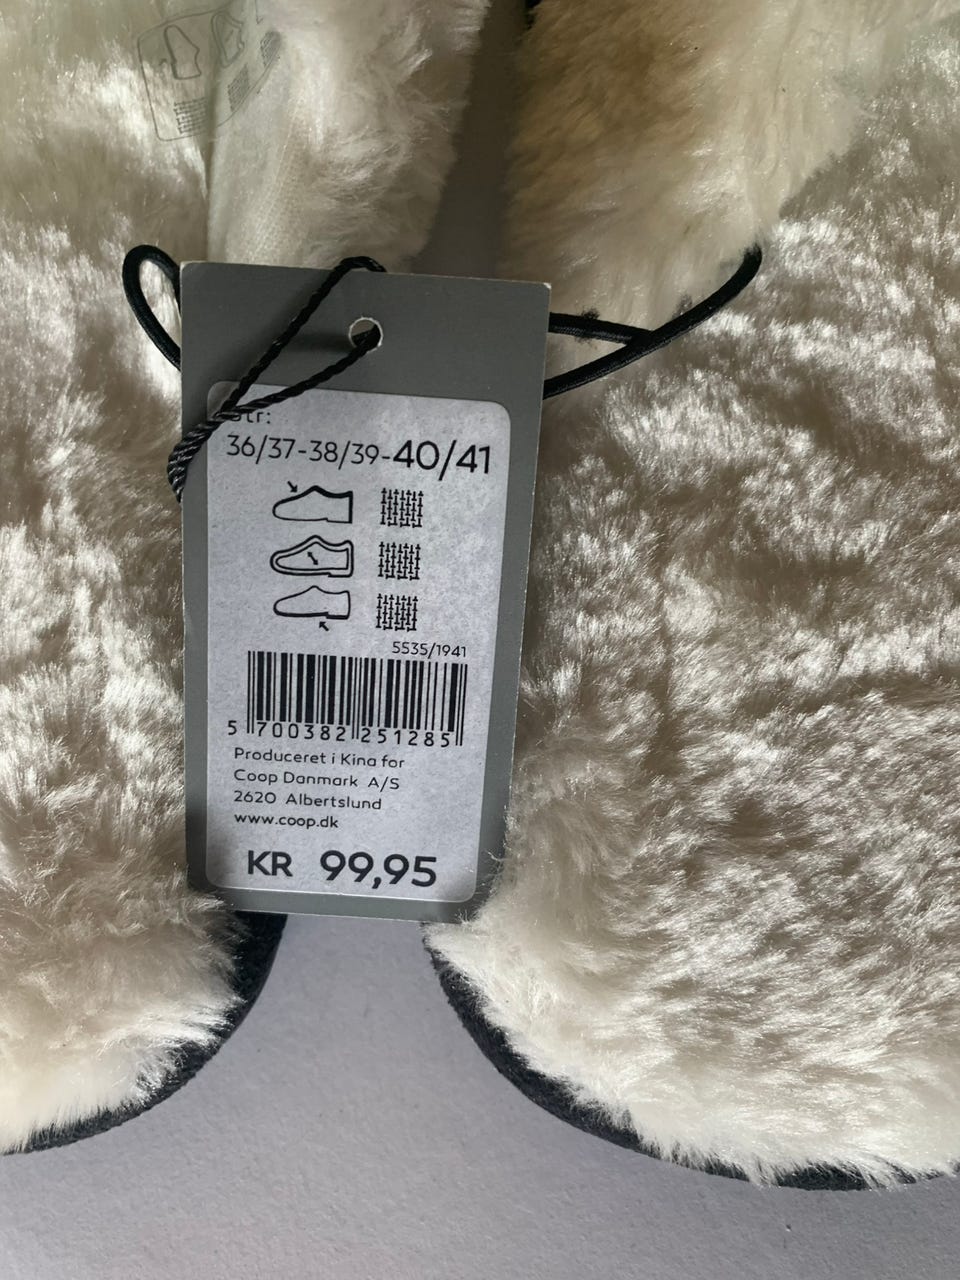 Str:
36/37-38/39-40/41
5535/1941
5 700382 251285
Produceret i Kina for
Coop Danmark A/S
2620 Albertslund
www.coop.dk
KR 99,95